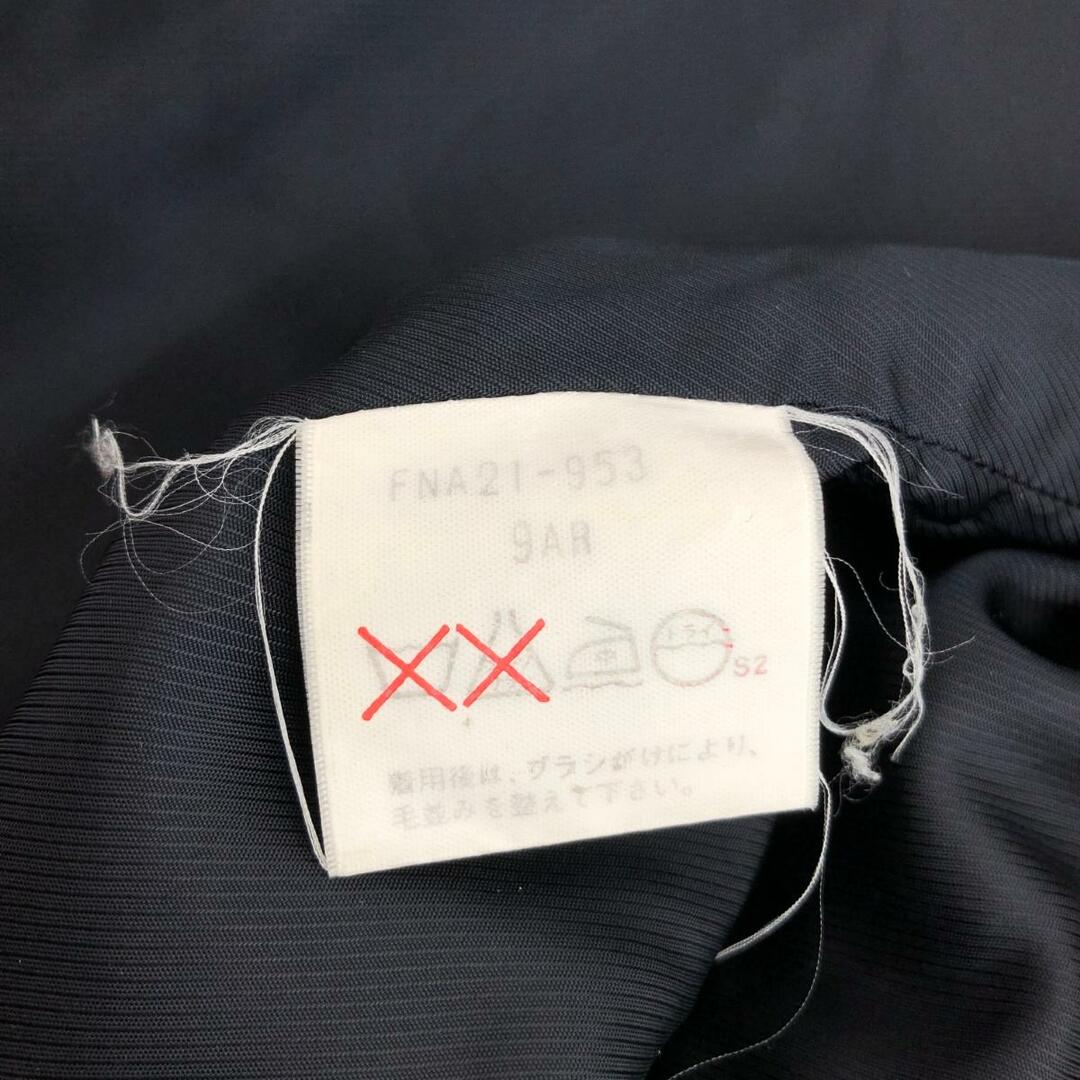 FNA21-953
9AR
ドライ
S2
着用後は、ブラシがけにより、
毛並みを整えて下さい。